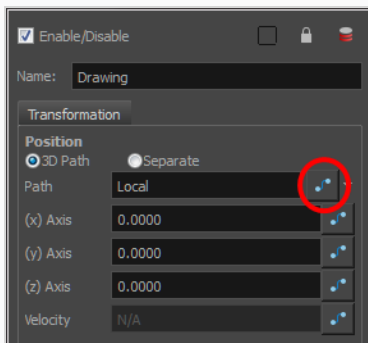 Enable/Disable
Name: Drawing
Transformation
Position
3D Path Separate
Path Local
(x) Axis 0.0000
(y) Axis 0.0000
(z) Axis 0.0000
Velocity N/A